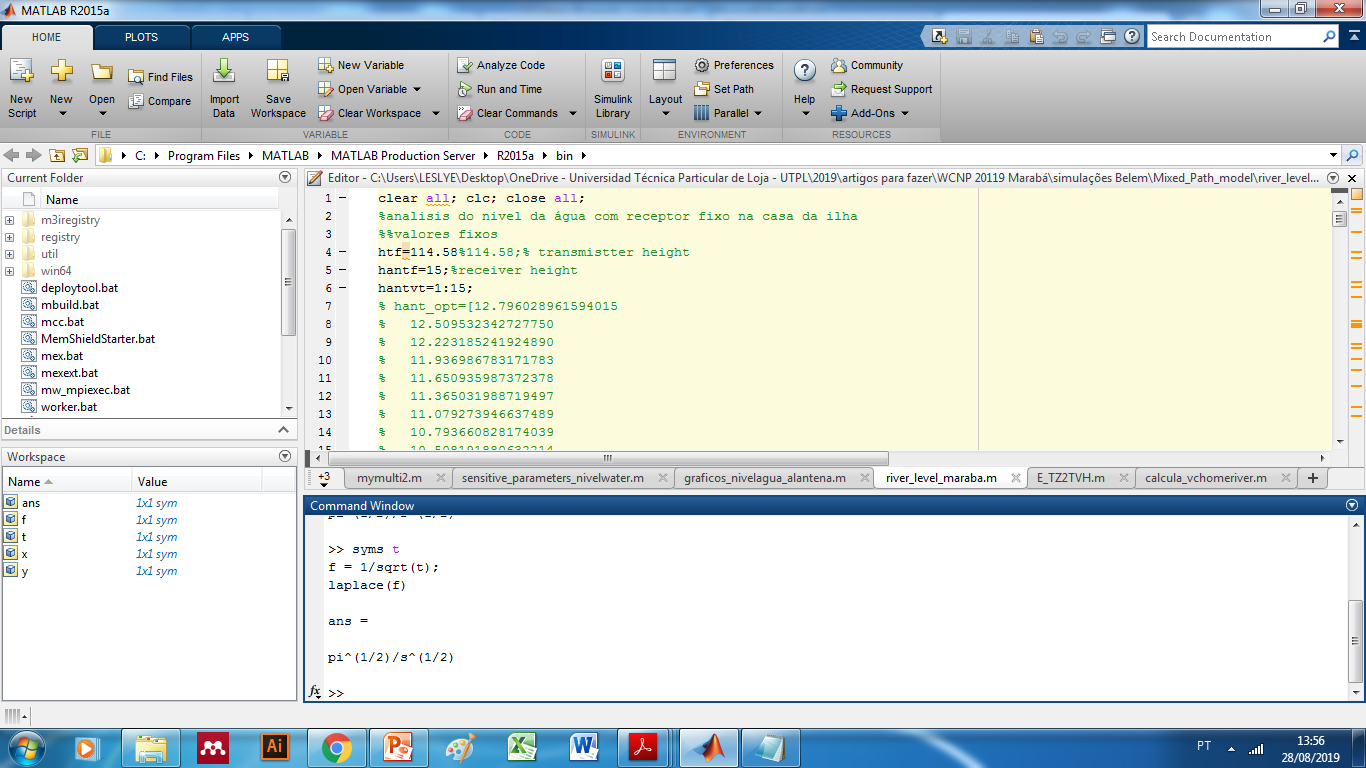 MATLAB R2015a
HOME PLOTS APPS
Search Documentation
New Script
New
Open
Find Files
Compare
FILE
Import Data
Save Workspace
New Variable
Open Variable
Clear Workspace
VARIABLE
Analyze Code
Run and Time
Clear Commands
CODE
Simulink Library
SIMULINK
Layout
Preferences
Set Path
Parallel
ENVIRONMENT
Help
Community
Request Support
Add-Ons
RESOURCES
C: Program Files MATLAB MATLAB Production Server R2015a bin
Current Folder
Name
m3iregistry
registry
util
win64
deploytool.bat
mbuild.bat
mcc.bat
MemShieldStarter.bat
mex.bat
mexext.bat
mw_mpiexec.bat
worker.bat
Details
Workspace
Name Value
ans 1x1 sym
f 1x1 sym
t 1x1 sym
x 1x1 sym
y 1x1 sym
Editor - C:\Users\LESLYE\Desktop\OneDrive - Universidad Técnica Particular de Loja - UTPL\2019\artigos para fazer\WCNP 20119 Marabá\simulações Belem\Mixed_Path_model\river_level...
1 clear all; clc; close all;
2 %analisis do nivel da água com receptor fixo na casa da ilha
3 %%valores fixos
4 htf=114.58%114.58;% transmistter height
5 hantf=15;%receiver height
6 hantvt=1:15;
7 % hant_opt=[12.796028961594015
8 % 12.509532342727750
9 % 12.223185241924890
10 % 11.936986783171783
11 % 11.650935987372378
12 % 11.365031988719497
13 % 11.079273946637489
14 % 10.793660828174039
15 % 10.508191880632214
+3 mymulti2.m sensitive_parameters_nivelwater.m graficos_nivelagua_alantena.m river_level_maraba.m E_TZ2TVH.m calcula_vchomeriver.m
Command Window
pi^(1/2)/s^(1/2)
>> syms t
f = 1/sqrt(t);
laplace(f)
ans =
pi^(1/2)/s^(1/2)
fx >>
Ai
PT
13:56
28/08/2019